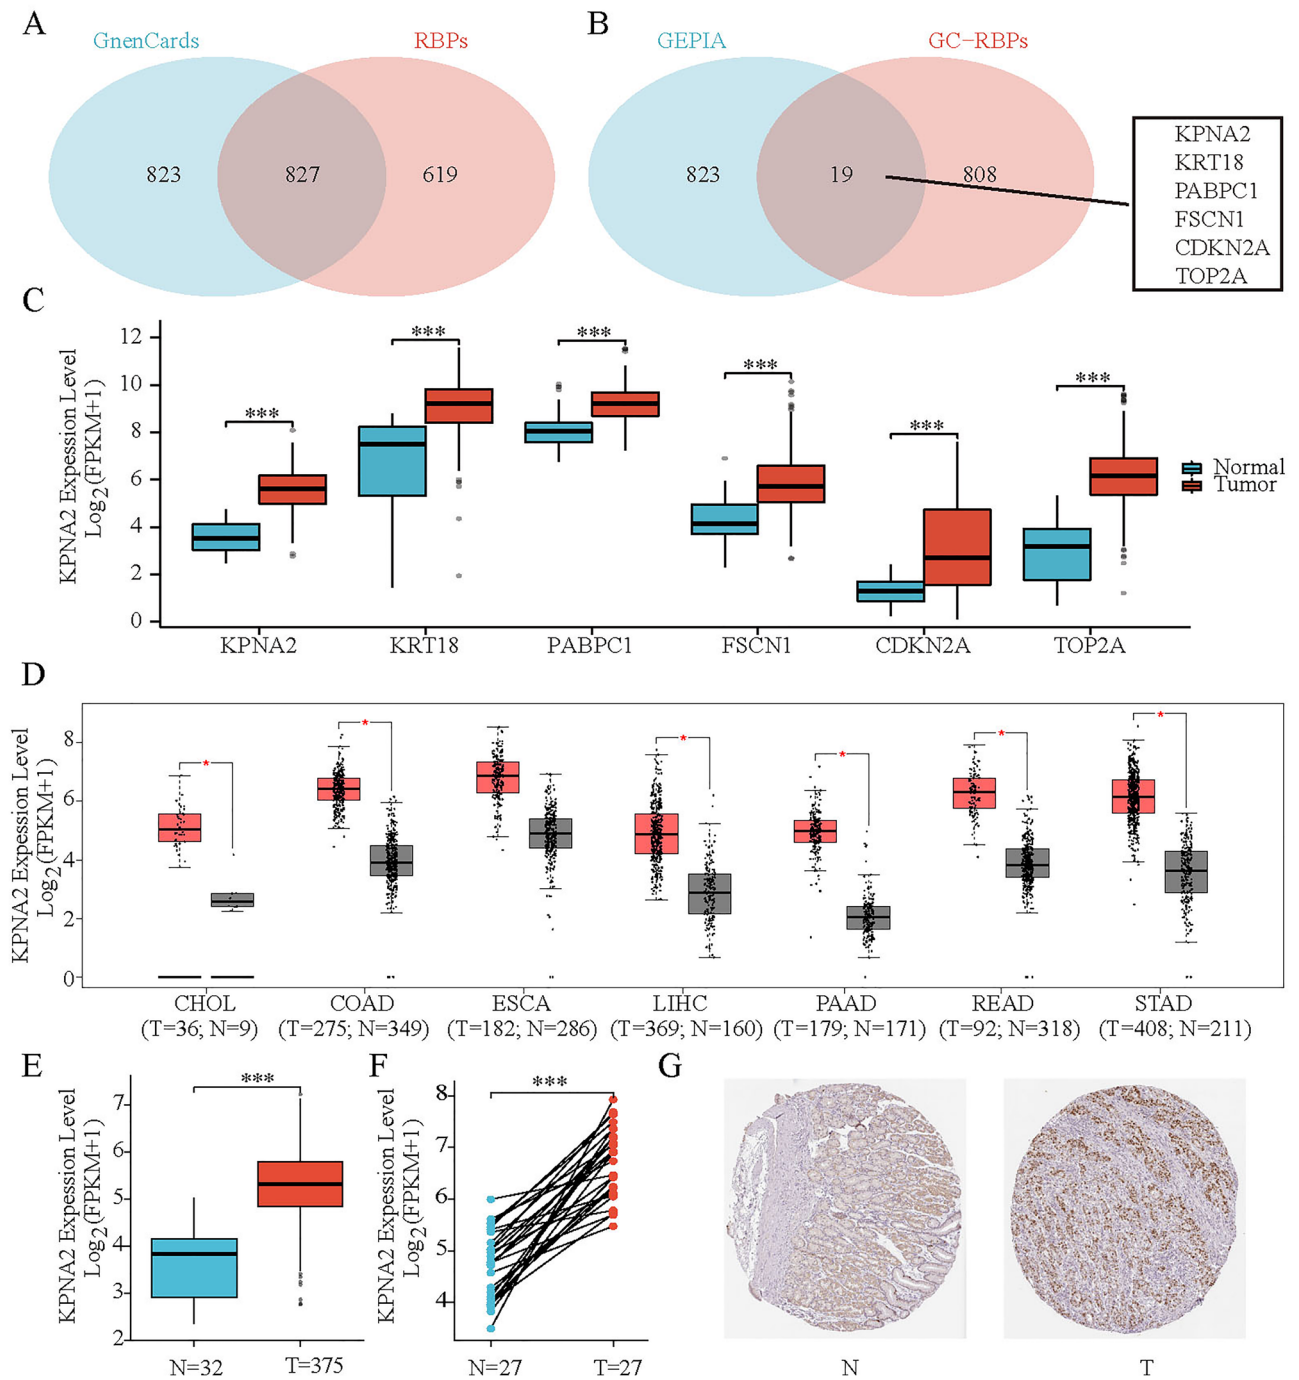 A
GnenCards
RBPs
823
827
619
B
GEPIA
GC-RBPs
823
19
808
KPNA2
KRT18
PABPC1
FSCN1
CDKN2A
TOP2A
C
KPNA2 Expession Level
Log2(FPKM+1)
12
10
8
6
4
2
0
***
***
***
***
***
***
Normal
Tumor
KPNA2
KRT18
PABPC1
FSCN1
CDKN2A
TOP2A
D
KPNA2 Expression Level
Log2(FPKM+1)
8
6
4
2
0
*
*
*
*
*
*
CHOL
COAD
ESCA
LIHC
PAAD
READ
STAD
(T=36; N=9)
(T=275; N=349)
(T=182; N=286)
(T=369; N=160)
(T=179; N=171)
(T=92; N=318)
(T=408; N=211)
E
KPNA2 Expession Level
Log2(FPKM+1)
7
6
5
4
3
2
***
N=32
T=375
F
KPNA2 Expession Level
Log2(FPKM+1)
8
7
6
5
4
***
N=27
T=27
G
N
T